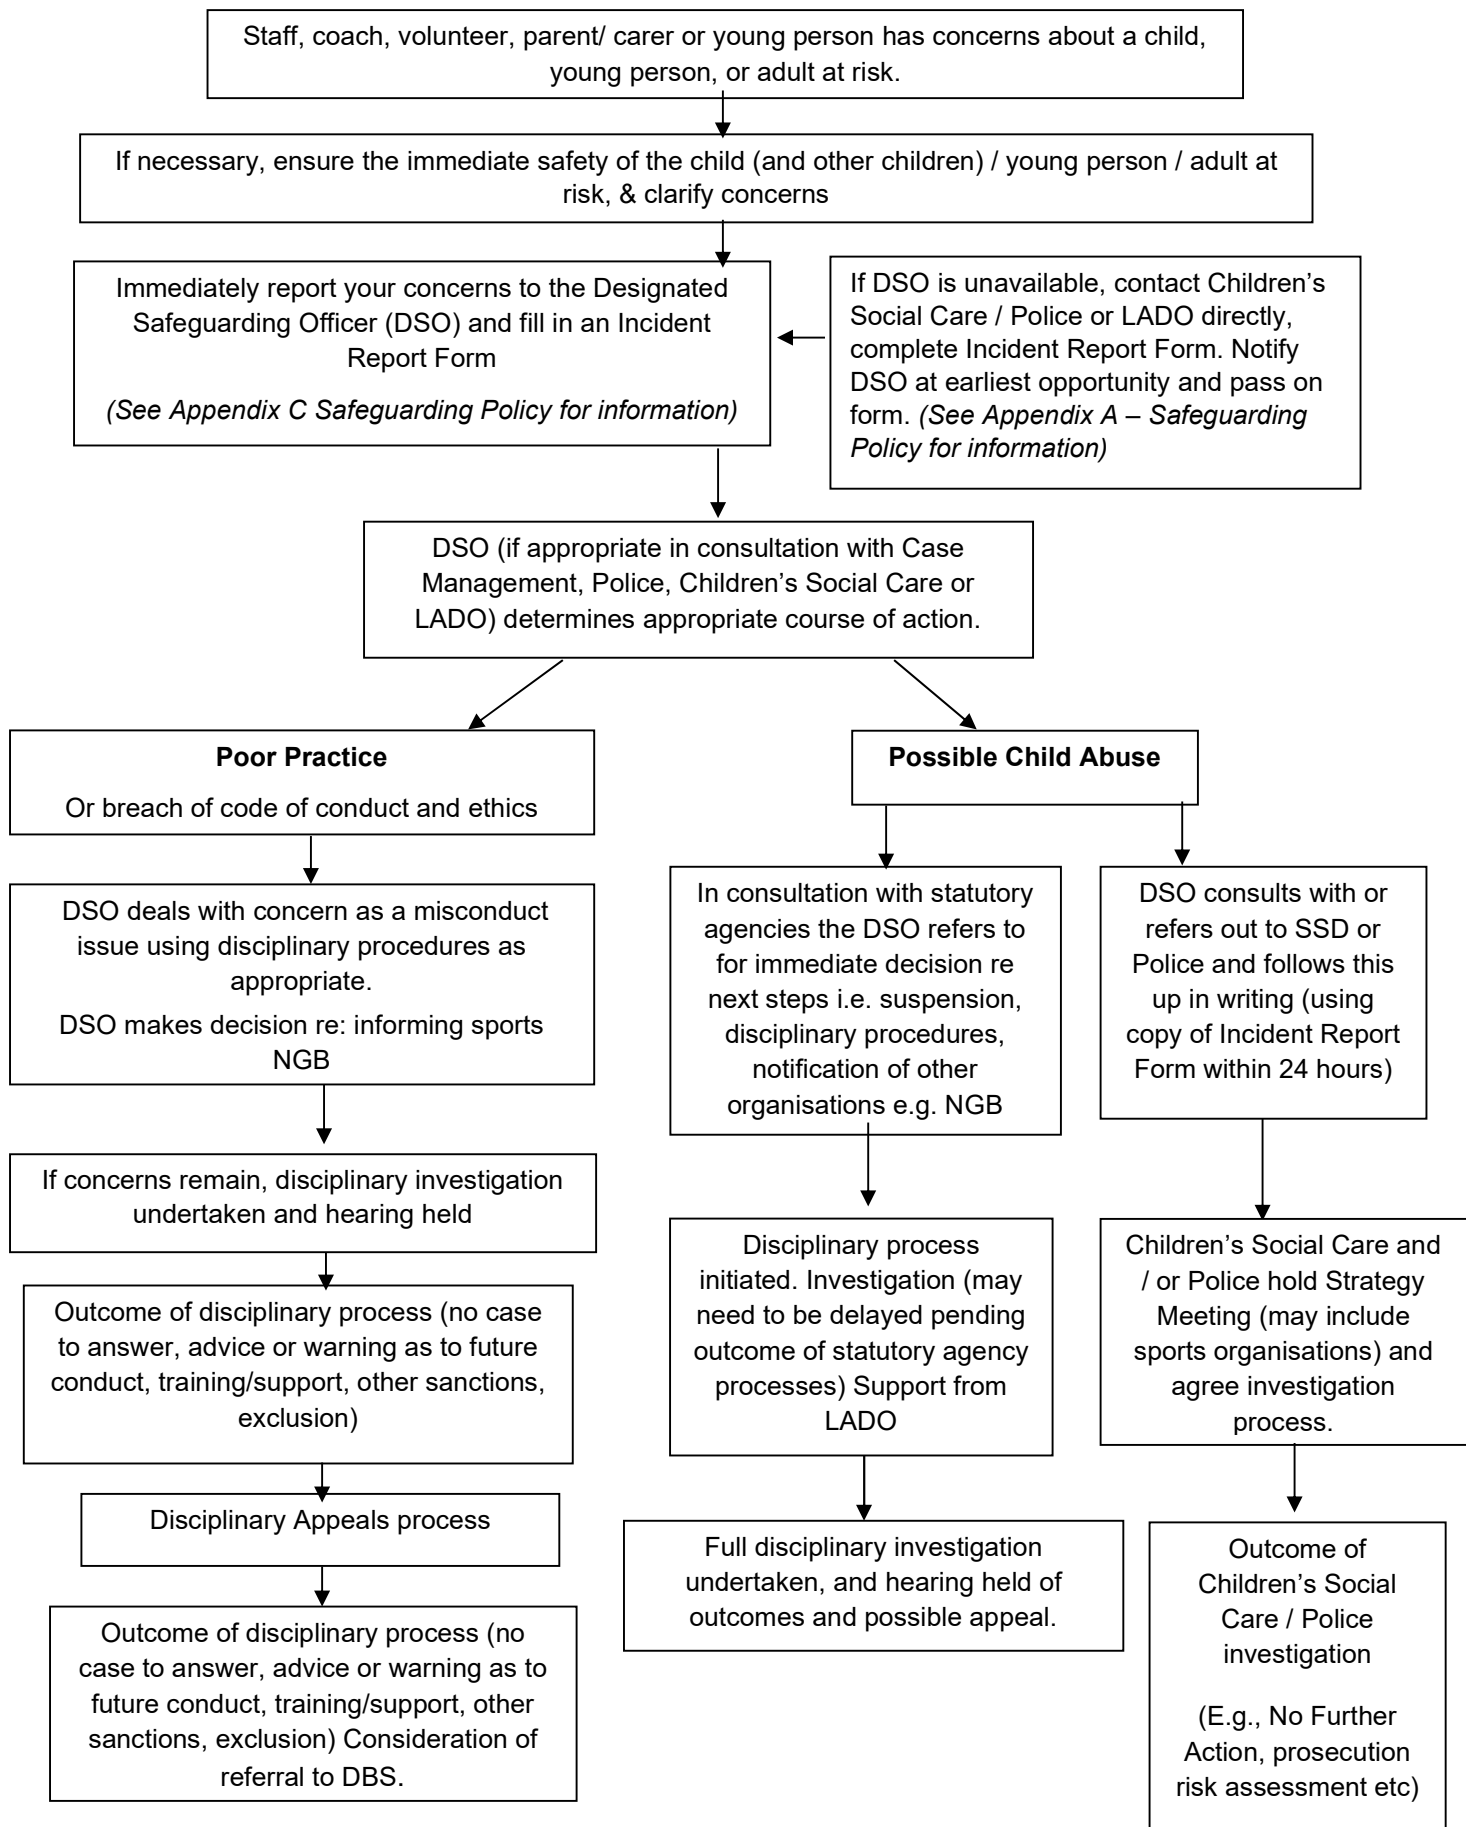 Staff, coach, volunteer, parent/ carer or young person has concerns about a child,
young person, or adult at risk.
If necessary, ensure the immediate safety of the child (and other children) / young person / adult at
risk, & clarify concerns
Immediately report your concerns to the Designated
Safeguarding Officer (DSO) and fill in an Incident
Report Form
(See Appendix C Safeguarding Policy for information)
If DSO is unavailable, contact Children’s
Social Care / Police or LADO directly,
complete Incident Report Form. Notify
DSO at earliest opportunity and pass on
form. (See Appendix A – Safeguarding
Policy for information)
DSO (if appropriate in consultation with Case
Management, Police, Children’s Social Care or
LADO) determines appropriate course of action.
Poor Practice
Or breach of code of conduct and ethics
DSO deals with concern as a misconduct
issue using disciplinary procedures as
appropriate.
DSO makes decision re: informing sports
NGB
If concerns remain, disciplinary investigation
undertaken and hearing held
Outcome of disciplinary process (no case
to answer, advice or warning as to future
conduct, training/support, other sanctions,
exclusion)
Disciplinary Appeals process
Outcome of disciplinary process (no
case to answer, advice or warning as to
future conduct, training/support, other
sanctions, exclusion) Consideration of
referral to DBS.
Possible Child Abuse
In consultation with statutory
agencies the DSO refers to
for immediate decision re
next steps i.e. suspension,
disciplinary procedures,
notification of other
organisations e.g. NGB
Disciplinary process
initiated. Investigation (may
need to be delayed pending
outcome of statutory agency
processes) Support from
LADO
Full disciplinary investigation
undertaken, and hearing held of
outcomes and possible appeal.
DSO consults with or
refers out to SSD or
Police and follows this
up in writing (using
copy of Incident Report
Form within 24 hours)
Children’s Social Care and
/ or Police hold Strategy
Meeting (may include
sports organisations) and
agree investigation
process.
Outcome of
Children’s Social
Care / Police
investigation
(E.g., No Further
Action, prosecution
risk assessment etc)